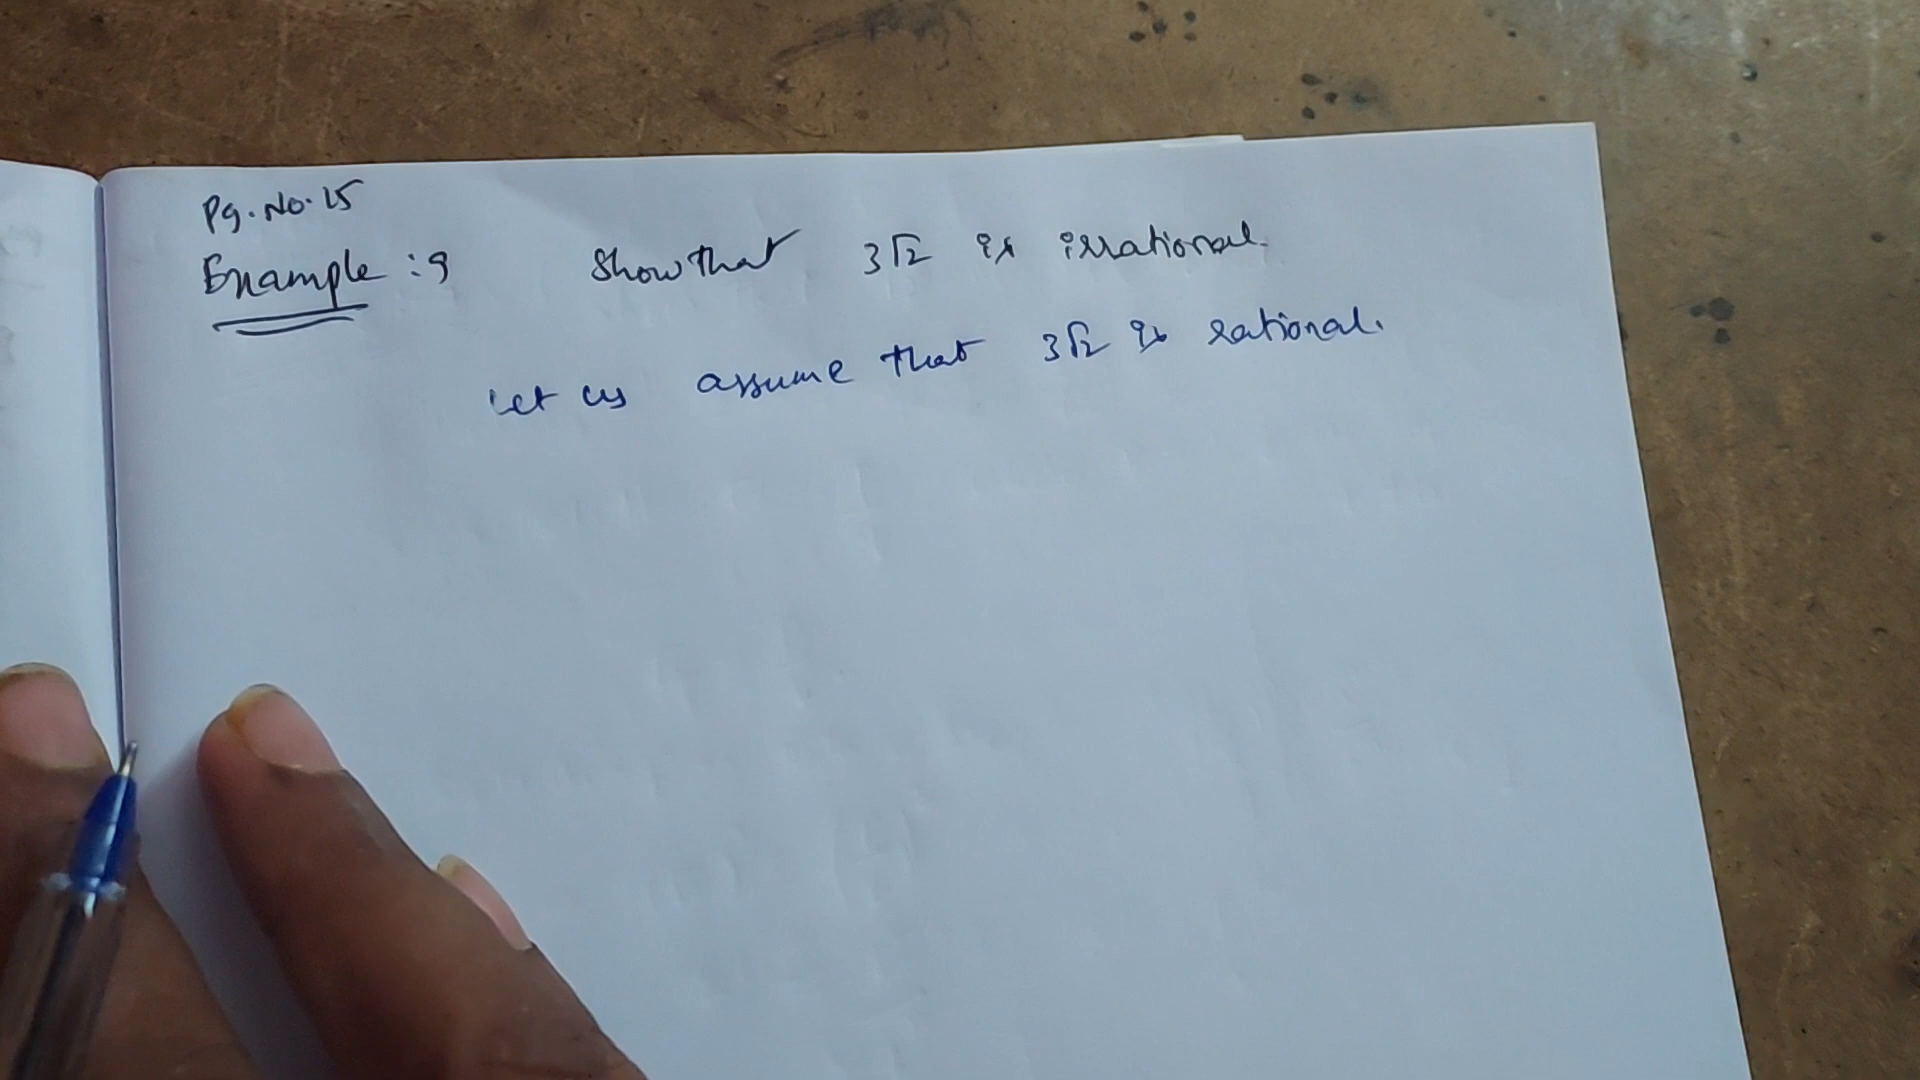 Pg. No. 15
Example : 9 Show that 3√2 is irrational.
Let us assume that 3√2 is rational.